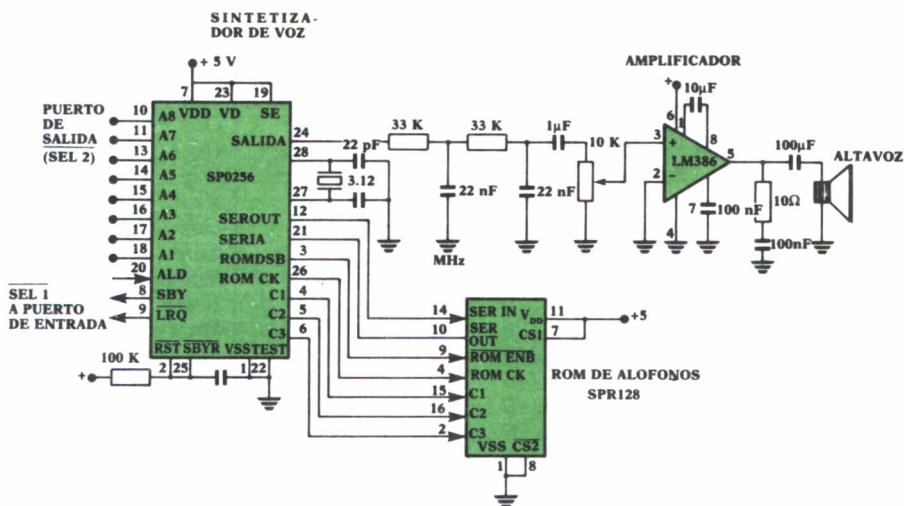 SINTETIZA-
DOR DE VOZ
+ 5 V
7 23 19
VDD VD SE
PUERTO
DE
SALIDA
(SEL 2)
10 A8
11 A7
13 A6
14 A5
15 A4
16 A3
17 A2
18 A1
20 ALD
8 SBY
9 LRQ
SEL 1
A PUERTO
DE ENTRADA
SP0256
SALIDA 24
28
27
SEROUT 12
SERIA 21
ROMDSB 3
ROM CK 26
C1 4
C2 5
C3 6
RST SBYR VSS TEST
2 25 1 22
100 K
+
22 pF
3.12
MHz
33 K
33 K
22 nF
22 nF
1µF
10 K
AMPLIFICADOR
+
10µF
6 1 8
3 +
2 -
LM386
5
7
4
100 nF
100µF
10Ω
100nF
ALTAVOZ
14 SER IN
10 SER
OUT
9 ROM ENB
4 ROM CK
15 C1
16 C2
2 C3
VDD 11
CS1 7
+5
VSS CS2
1 8
ROM DE ALOFONOS
SPR128